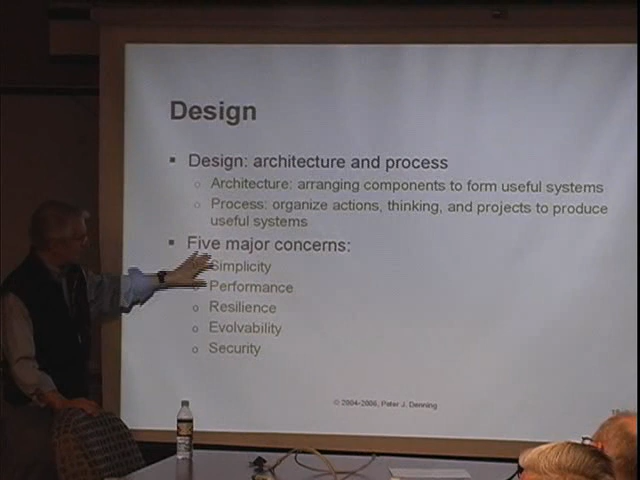 Design
Design: architecture and process
Architecture: arranging components to form useful systems
Process: organize actions, thinking, and projects to produce
useful systems
Five major concerns:
Simplicity
Performance
Resilience
Evolvability
Security
© 2004-2006, Peter J. Denning